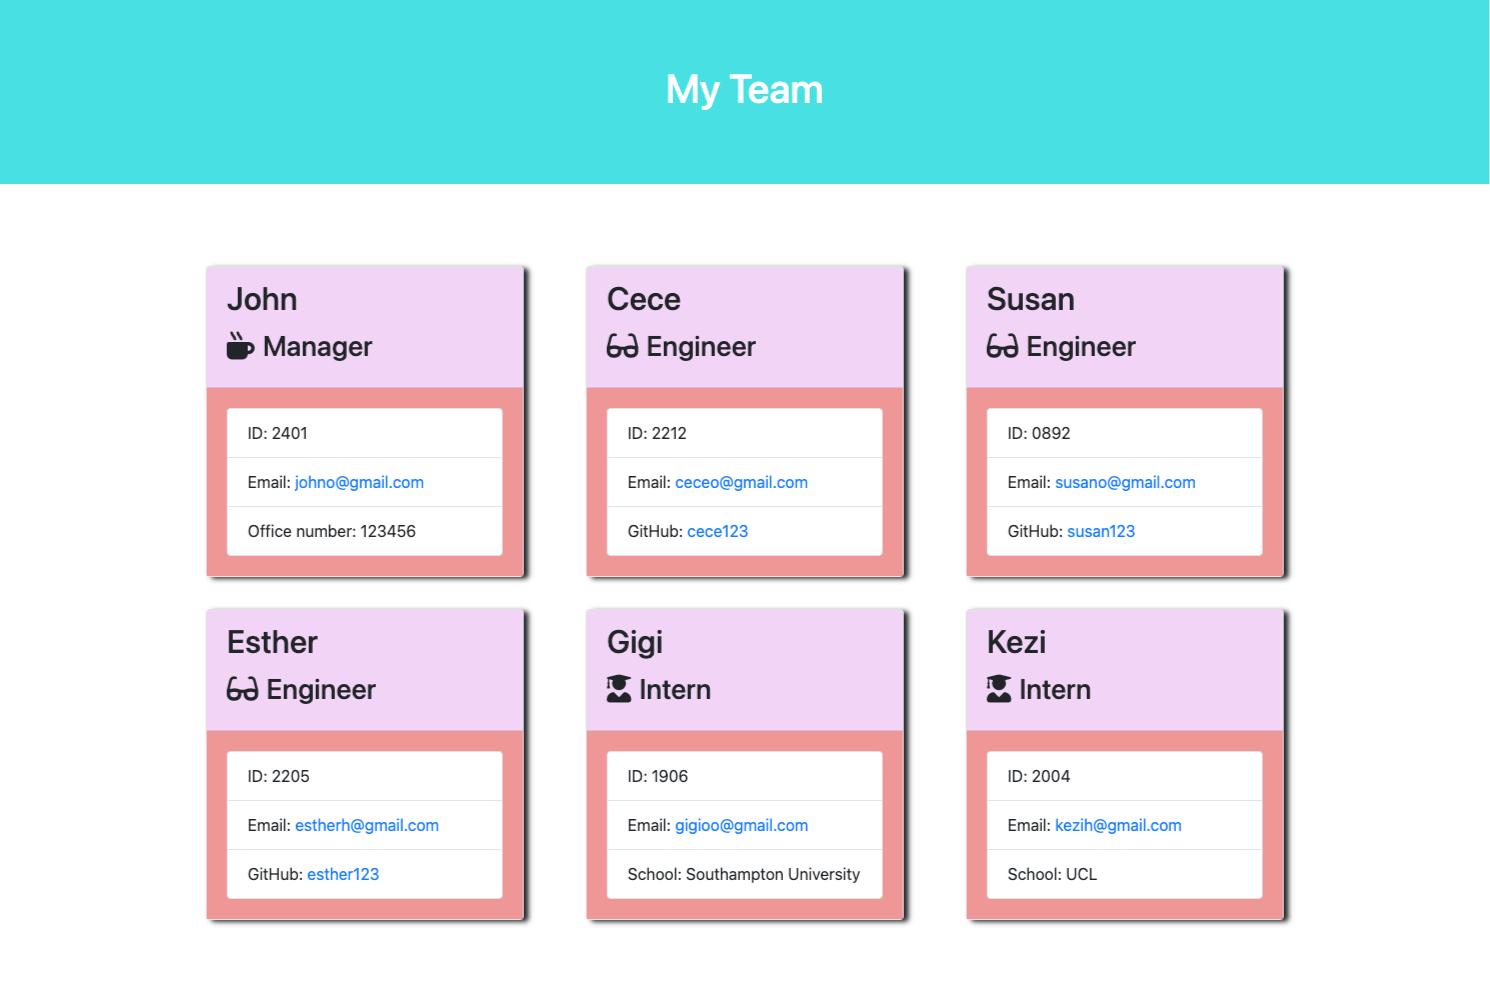 My Team
John
Manager
ID: 2401
Email: johno@gmail.com
Office number: 123456
Cece
Engineer
ID: 2212
Email: ceceo@gmail.com
GitHub: cece123
Susan
Engineer
ID: 0892
Email: susano@gmail.com
GitHub: susan123
Esther
Engineer
ID: 2205
Email: estherh@gmail.com
GitHub: esther123
Gigi
Intern
ID: 1906
Email: gigioo@gmail.com
School: Southampton University
Kezi
Intern
ID: 2004
Email: kezih@gmail.com
School: UCL